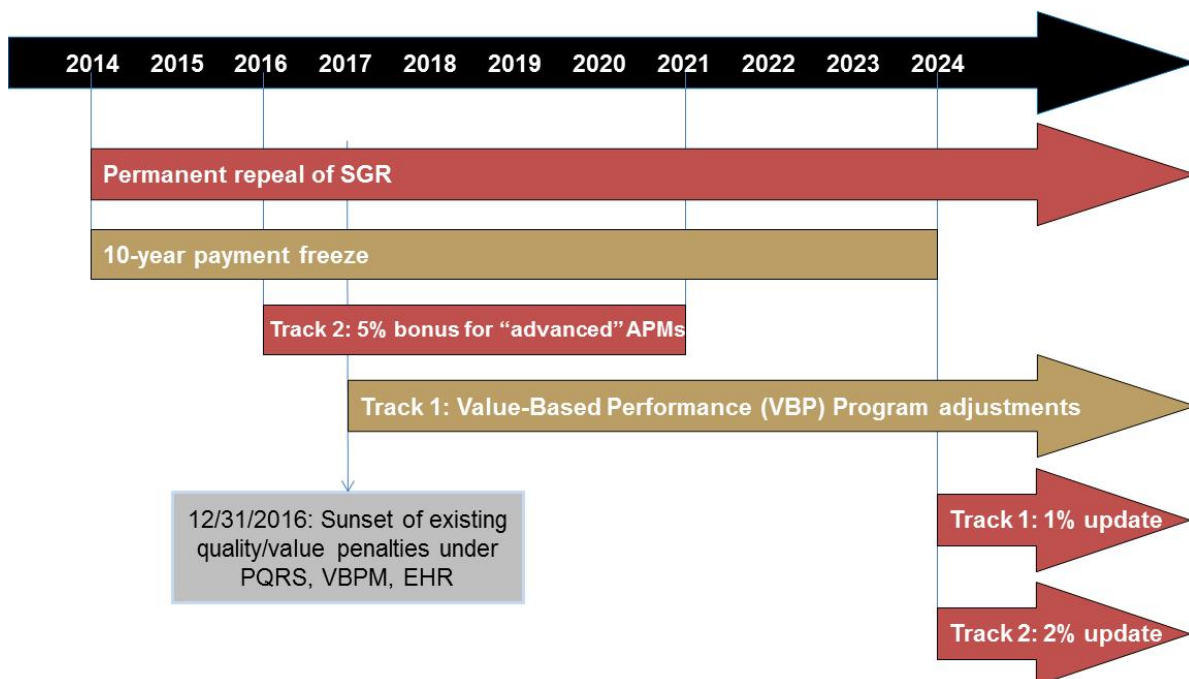 2014 2015 2016 2017 2018 2019 2020 2021 2022 2023 2024
Permanent repeal of SGR
10-year payment freeze
Track 2: 5% bonus for “advanced” APMs
Track 1: Value-Based Performance (VBP) Program adjustments
12/31/2016: Sunset of existing
quality/value penalties under
PQRS, VBPM, EHR
Track 1: 1% update
Track 2: 2% update